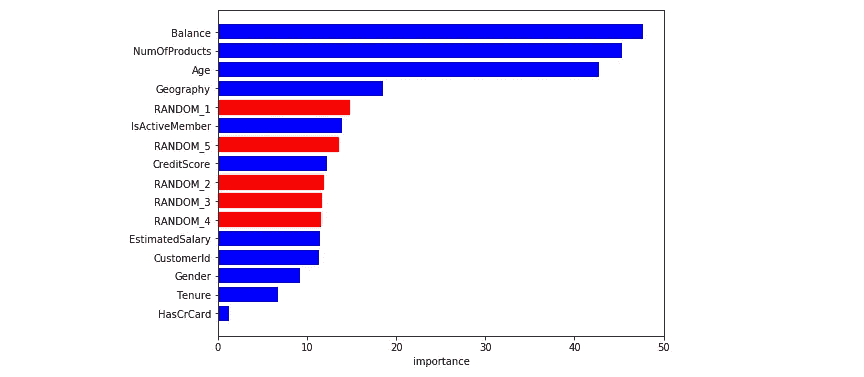 Balance
NumOfProducts
Age
Geography
RANDOM_1
IsActiveMember
RANDOM_5
CreditScore
RANDOM_2
RANDOM_3
RANDOM_4
EstimatedSalary
CustomerId
Gender
Tenure
HasCrCard
0 10 20 30 40 50
importance